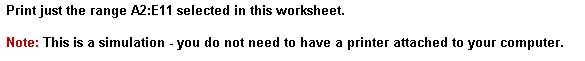 Print just the range A2:E11 selected in this worksheet.
Note: This is a simulation - you do not need to have a printer attached to your computer.